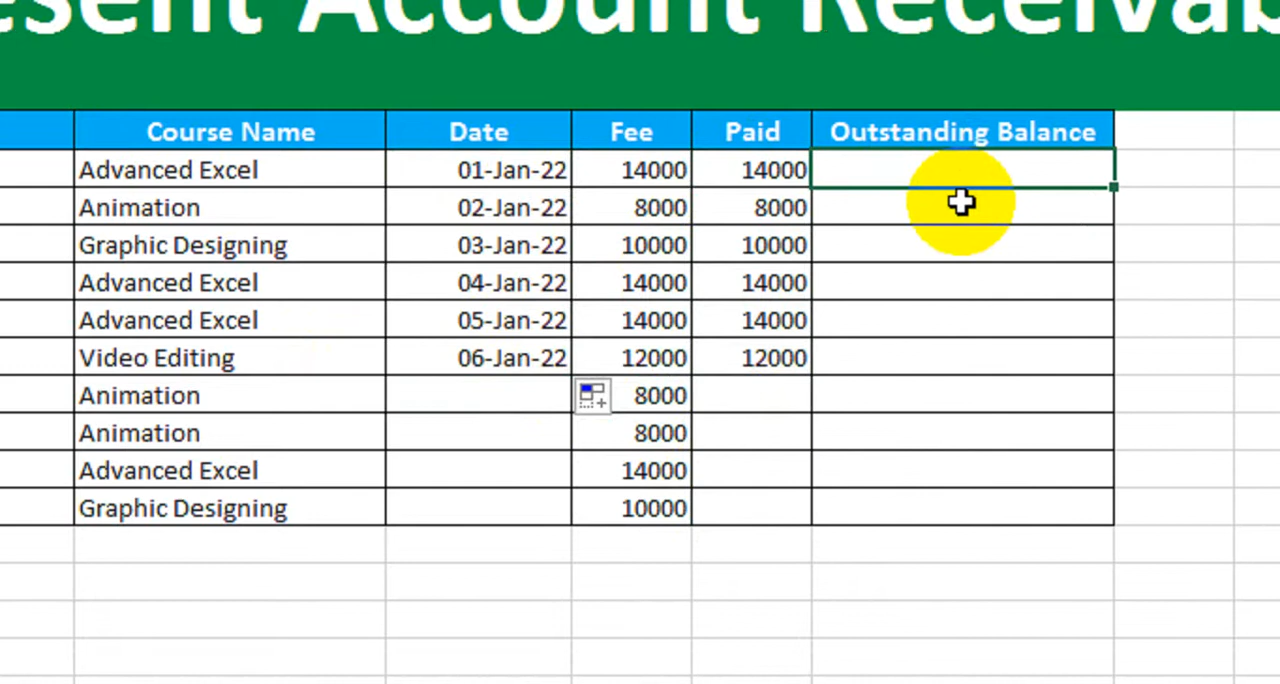 Account
Course Name Date Fee Paid Outstanding Balance
Advanced Excel 01-Jan-22 14000 14000
Animation 02-Jan-22 8000 8000
Graphic Designing 03-Jan-22 10000 10000
Advanced Excel 04-Jan-22 14000 14000
Advanced Excel 05-Jan-22 14000 14000
Video Editing 06-Jan-22 12000 12000
Animation 8000
Animation 8000
Advanced Excel 14000
Graphic Designing 10000